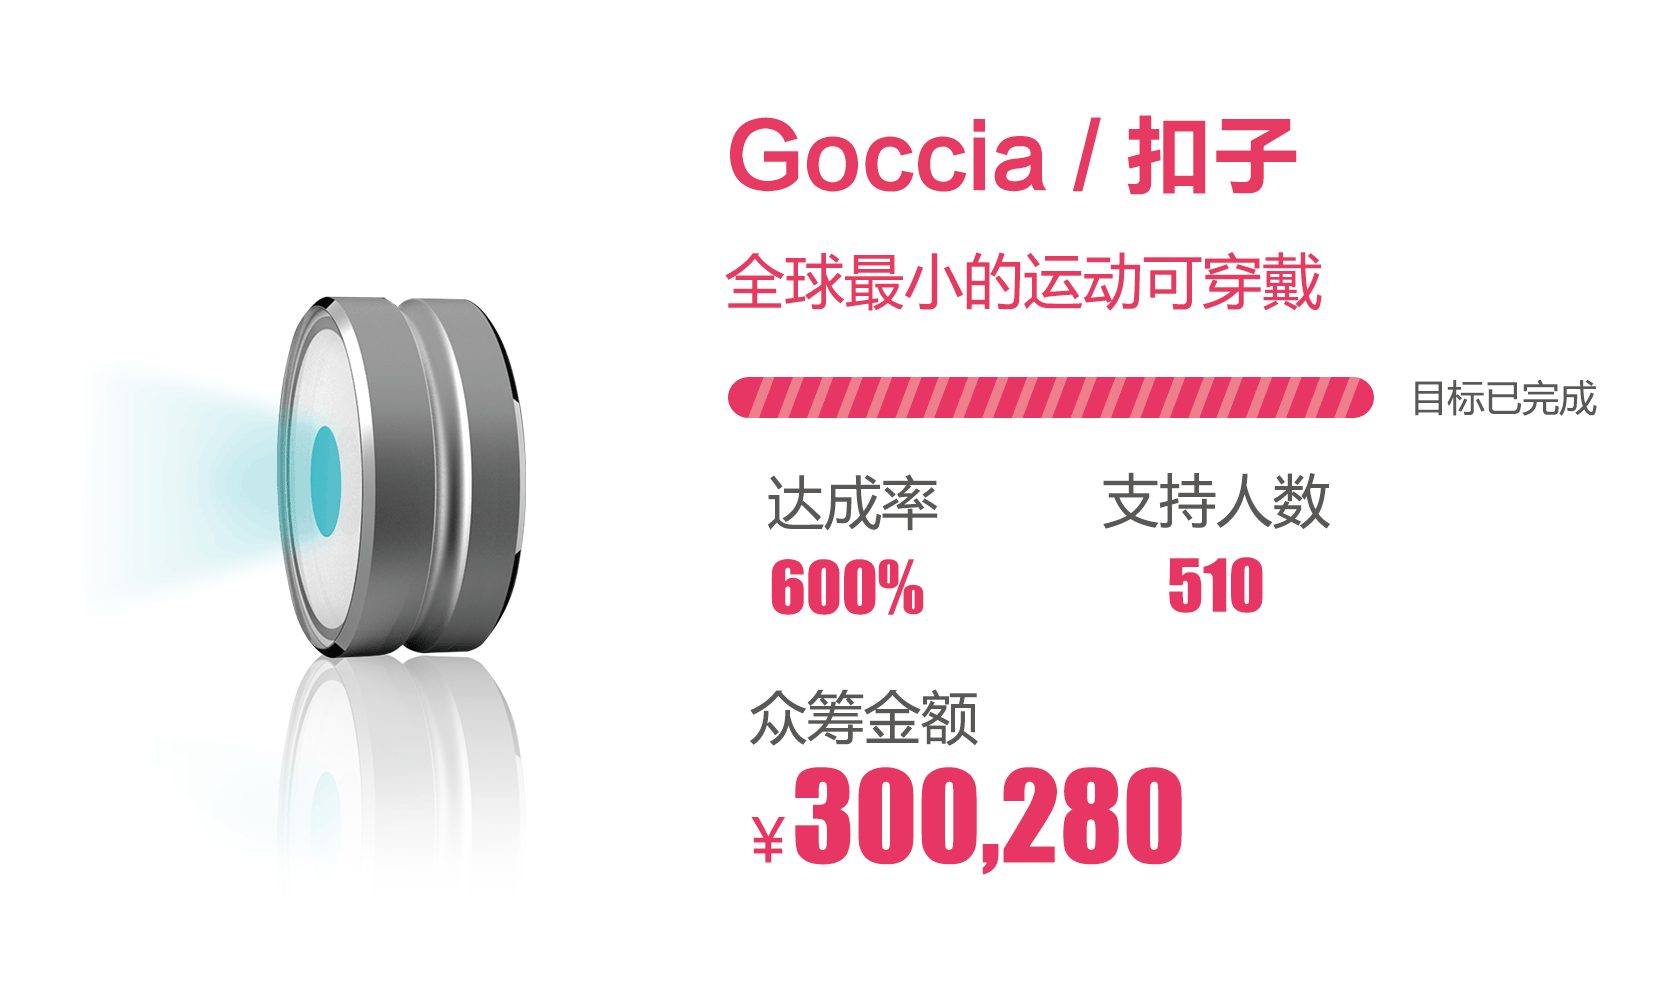 Goccia / 扣子
全球最小的运动可穿戴
目标已完成
达成率 支持人数
600% 510
众筹金额
¥300,280